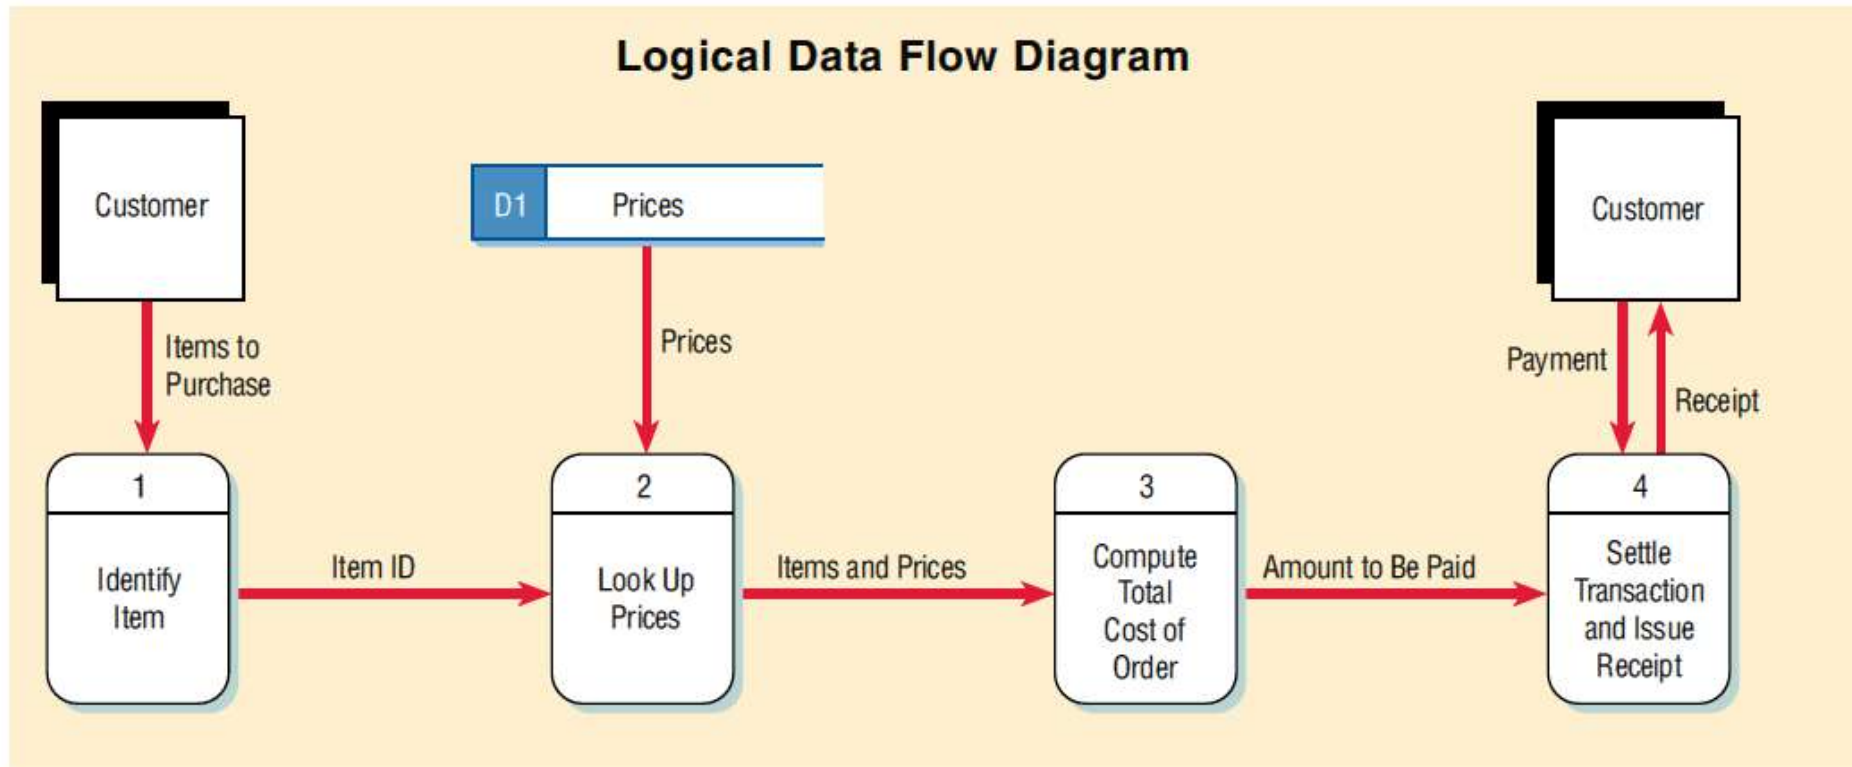 Logical Data Flow Diagram
Customer
D1
Prices
Customer
Items to
Purchase
Prices
Payment
Receipt
1
Identify
Item
Item ID
2
Look Up
Prices
Items and Prices
3
Compute
Total
Cost of
Order
Amount to Be Paid
4
Settle
Transaction
and Issue
Receipt